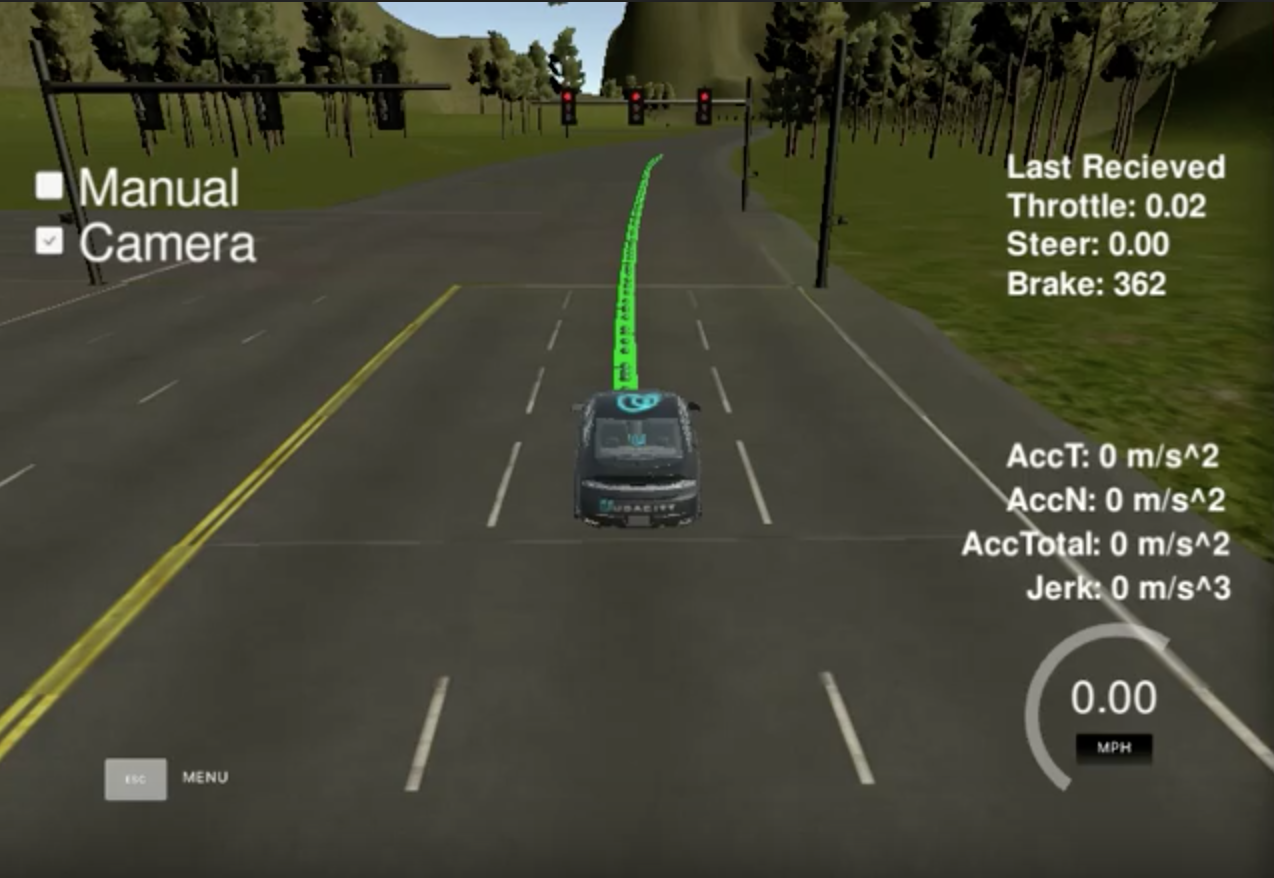 Manual
Camera
Last Recieved
Throttle: 0.02
Steer: 0.00
Brake: 362
AccT: 0 m/s^2
AccN: 0 m/s^2
AccTotal: 0 m/s^2
Jerk: 0 m/s^3
UDACITY
0.00
MPH
ESC
MENU